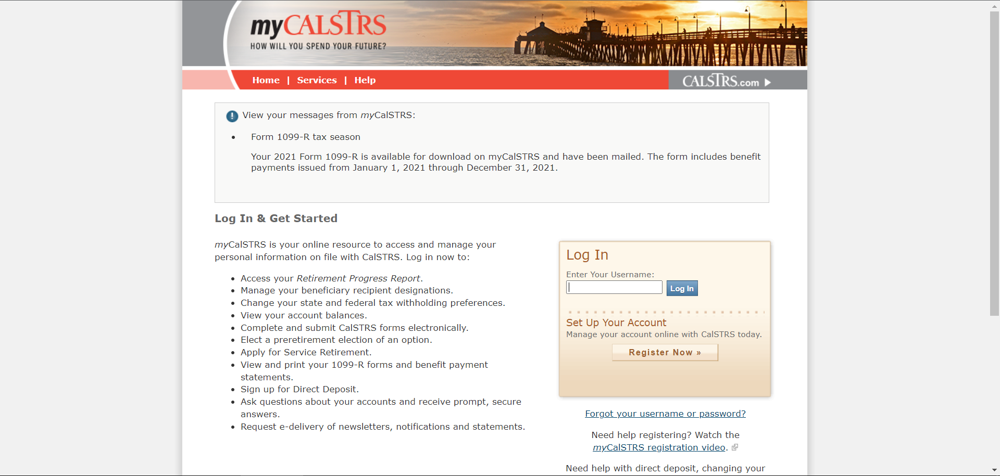 myCALSTRS
HOW WILL YOU SPEND YOUR FUTURE?
Home | Services | Help
CALSTRS.com
View your messages from myCalSTRS:
• Form 1099-R tax season
Your 2021 Form 1099-R is available for download on myCalSTRS and have been mailed. The form includes benefit
payments issued from January 1, 2021 through December 31, 2021.
Log In & Get Started
myCalSTRS is your online resource to access and manage your
personal information on file with CalSTRS. Log in now to:
• Access your Retirement Progress Report.
• Manage your beneficiary recipient designations.
• Change your state and federal tax withholding preferences.
• View your account balances.
• Complete and submit CalSTRS forms electronically.
• Elect a preretirement election of an option.
• Apply for Service Retirement.
• View and print your 1099-R forms and benefit payment
statements.
• Sign up for Direct Deposit.
• Ask questions about your accounts and receive prompt, secure
answers.
• Request e-delivery of newsletters, notifications and statements.
Log In
Enter Your Username:
Log In
Set Up Your Account
Manage your account online with CalSTRS today.
Register Now »
Forgot your username or password?
Need help registering? Watch the
myCalSTRS registration video.
Need help with direct deposit, changing your